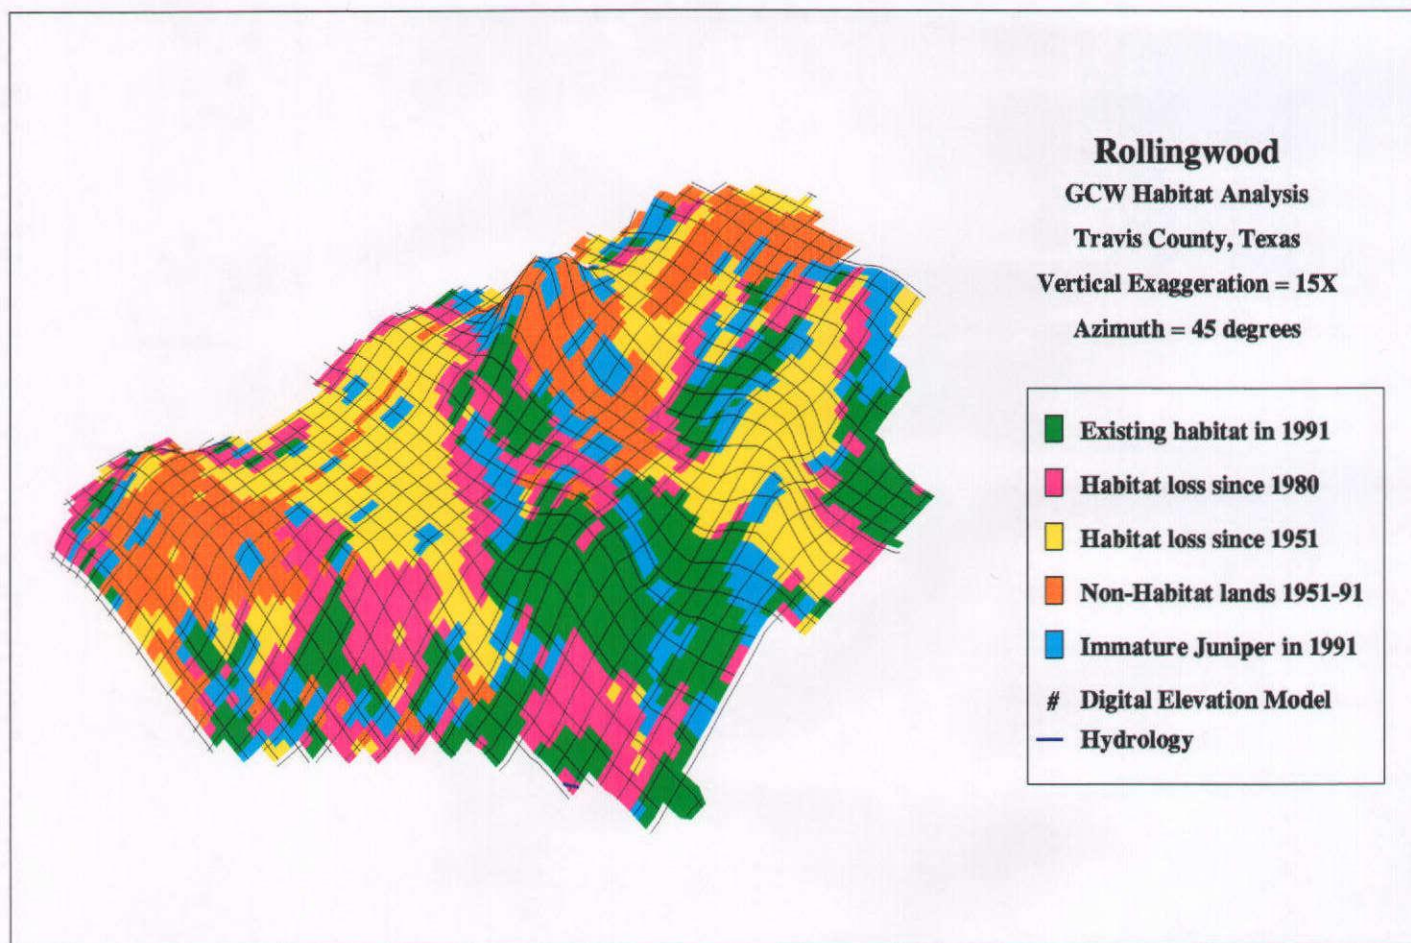 Rollingwood
GCW Habitat Analysis
Travis County, Texas
Vertical Exaggeration = 15X
Azimuth = 45 degrees
Existing habitat in 1991
Habitat loss since 1980
Habitat loss since 1951
Non-Habitat lands 1951-91
Immature Juniper in 1991
# Digital Elevation Model
Hydrology